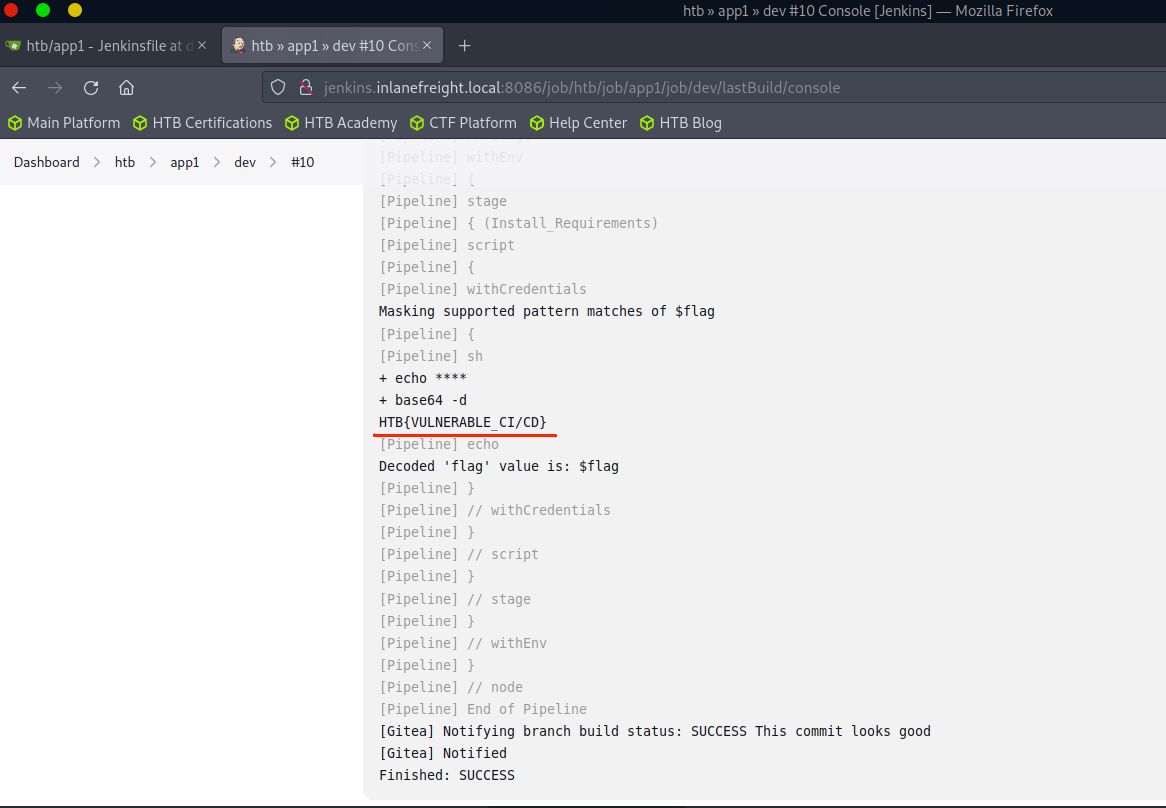 htb » app1 » dev #10 Console [Jenkins] — Mozilla Firefox
htb/app1 - Jenkinsfile at d
htb » app1 » dev #10 Cons
jenkins.inlanefreight.local:8086/job/htb/job/app1/job/dev/lastBuild/console
Main Platform HTB Certifications HTB Academy CTF Platform Help Center HTB Blog
Dashboard htb app1 dev #10
[Pipeline] withEnv
[Pipeline] {
[Pipeline] stage
[Pipeline] { (Install_Requirements)
[Pipeline] script
[Pipeline] {
[Pipeline] withCredentials
Masking supported pattern matches of $flag
[Pipeline] {
[Pipeline] sh
+ echo ****
+ base64 -d
HTB{VULNERABLE_CI/CD}
[Pipeline] echo
Decoded 'flag' value is: $flag
[Pipeline] }
[Pipeline] // withCredentials
[Pipeline] }
[Pipeline] // script
[Pipeline] }
[Pipeline] // stage
[Pipeline] }
[Pipeline] // withEnv
[Pipeline] }
[Pipeline] // node
[Pipeline] End of Pipeline
[Gitea] Notifying branch build status: SUCCESS This commit looks good
[Gitea] Notified
Finished: SUCCESS